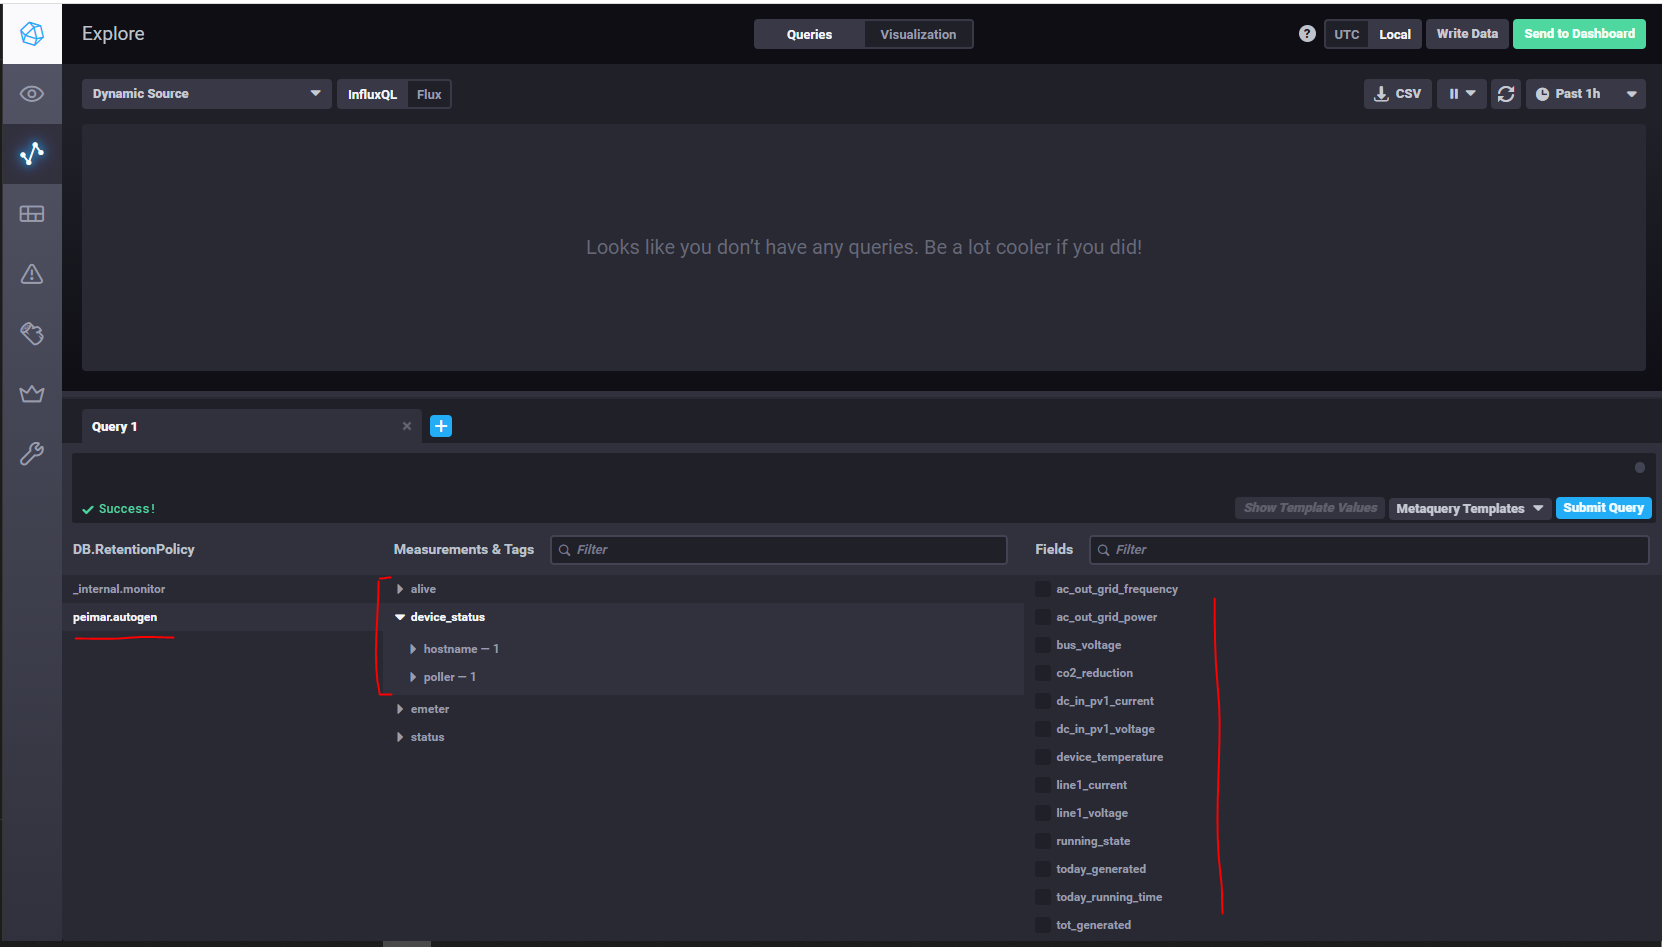 Explore
Queries
Visualization
?
UTC
Local
Write Data
Send to Dashboard
Dynamic Source
InfluxQL
Flux
CSV
Past 1h
Looks like you don’t have any queries. Be a lot cooler if you did!
Query 1
Success!
Show Template Values
Metaquery Templates
Submit Query
DB.RetentionPolicy
_internal.monitor
peimar.autogen
Measurements & Tags
Filter
alive
device_status
hostname — 1
poller — 1
emeter
status
Fields
Filter
ac_out_grid_frequency
ac_out_grid_power
bus_voltage
co2_reduction
dc_in_pv1_current
dc_in_pv1_voltage
device_temperature
line1_current
line1_voltage
running_state
today_generated
today_running_time
tot_generated